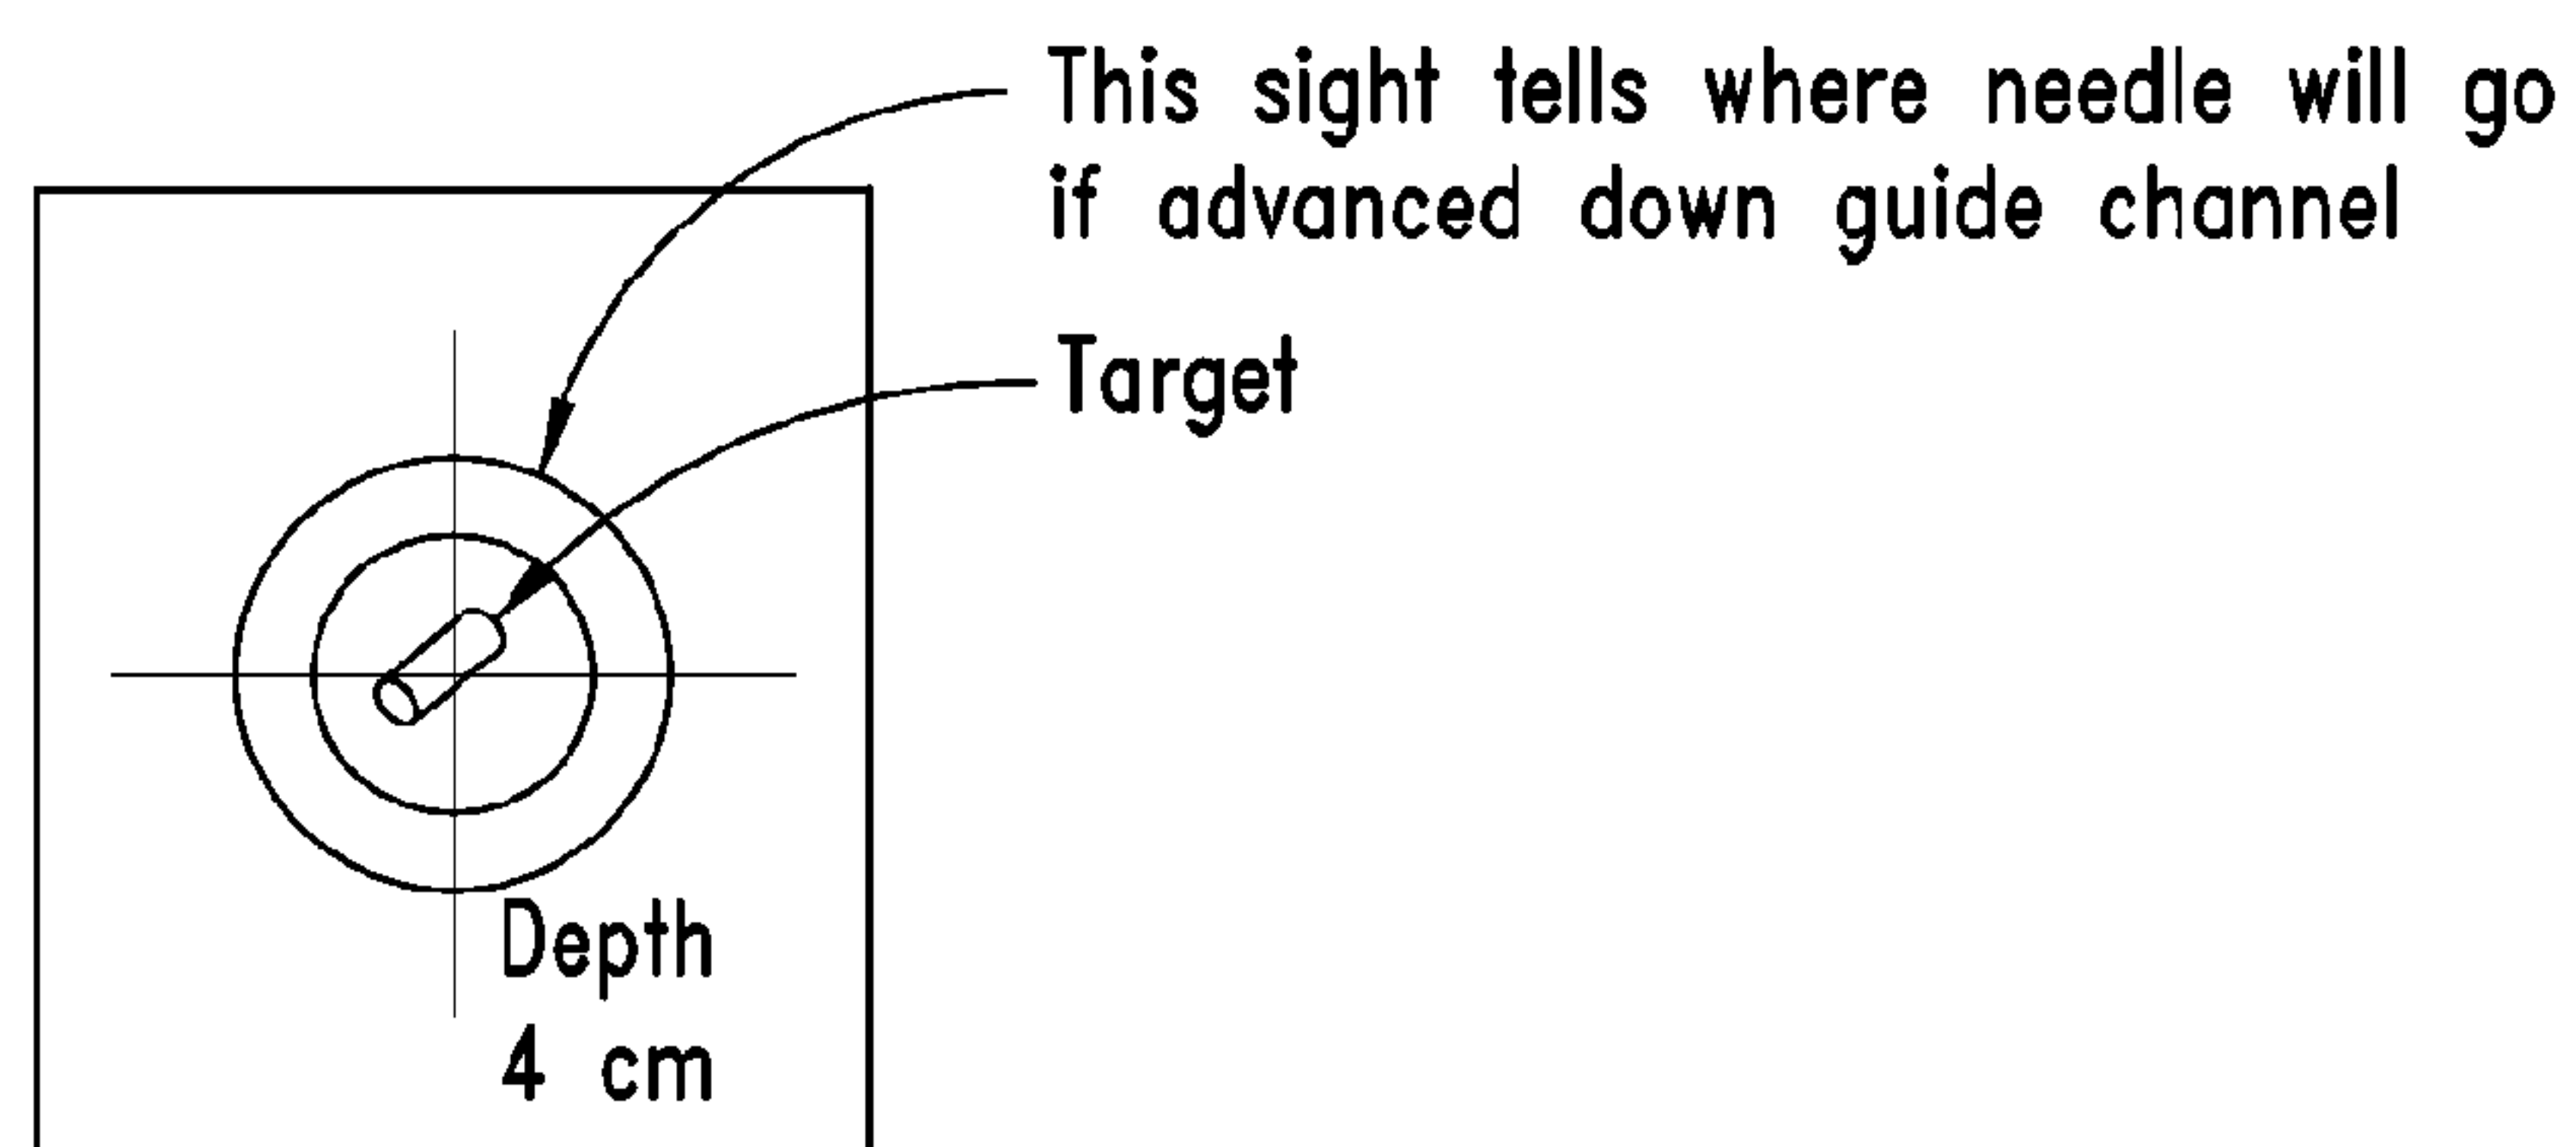 This sight tells where needle will go
if advanced down guide channel
Target
Depth
4 cm